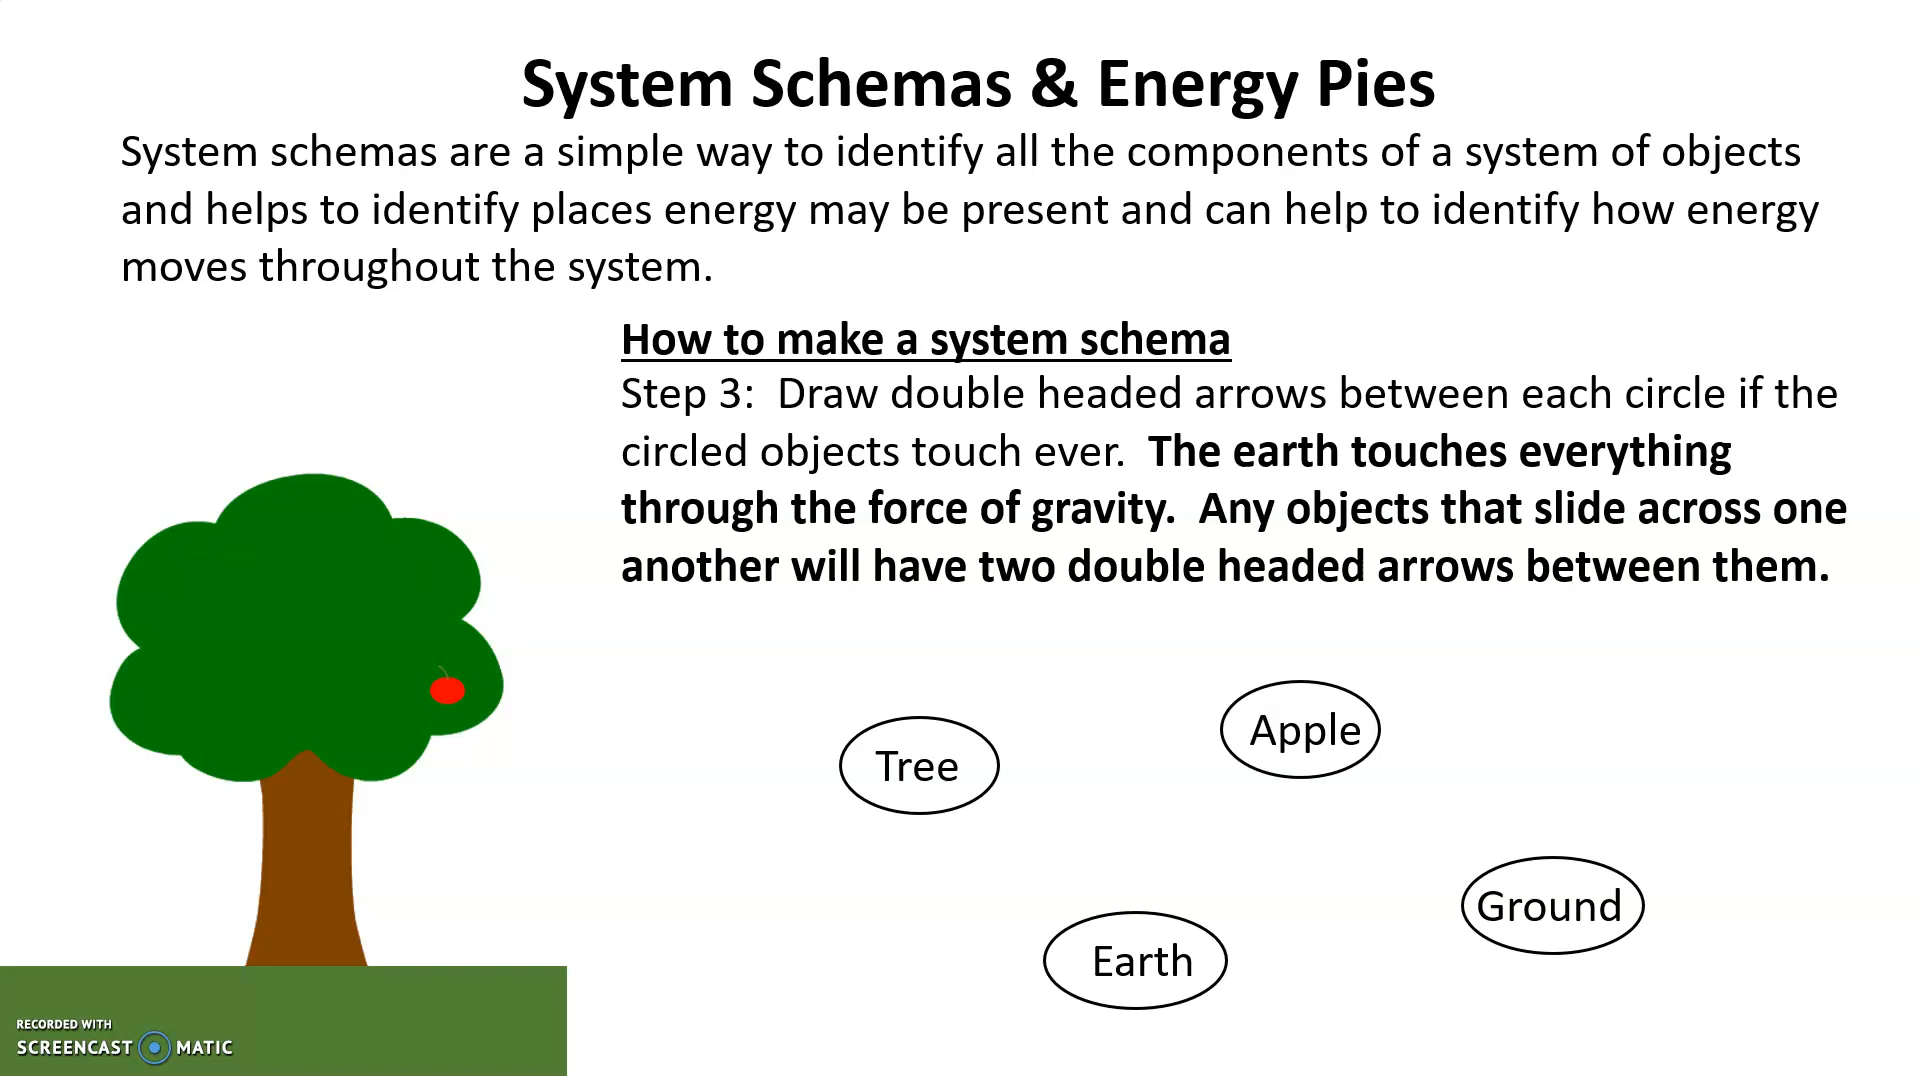 System Schemas & Energy Pies
System schemas are a simple way to identify all the components of a system of objects
and helps to identify places energy may be present and can help to identify how energy
moves throughout the system.
How to make a system schema
Step 3:  Draw double headed arrows between each circle if the
circled objects touch ever.  The earth touches everything
through the force of gravity.  Any objects that slide across one
another will have two double headed arrows between them.
Apple
Tree
Ground
Earth
RECORDED WITH
SCREENCAST MATIC